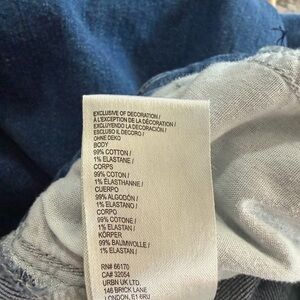 EXCLUSIVE OF DECORATION /
À L'EXCEPTION DE LA DÉCORATION /
EXCLUYENDO LA DECORACIÓN /
ESCLUSO IL DECORO /
OHNE DEKO
BODY
99% COTTON /
1% ELASTANE /
CORPS
99% COTON /
1% ÉLASTHANNE /
CUERPO
99% ALGODÓN /
1% ELASTANO /
CORPO
99% COTONE /
1% ELASTAN /
KÖRPER
99% BAUMWOLLE /
1% ELASTAN /
RN# 66170
CA# 32054
URBN UK LTD
146 BRICK LANE
LONDON, E1 6RU